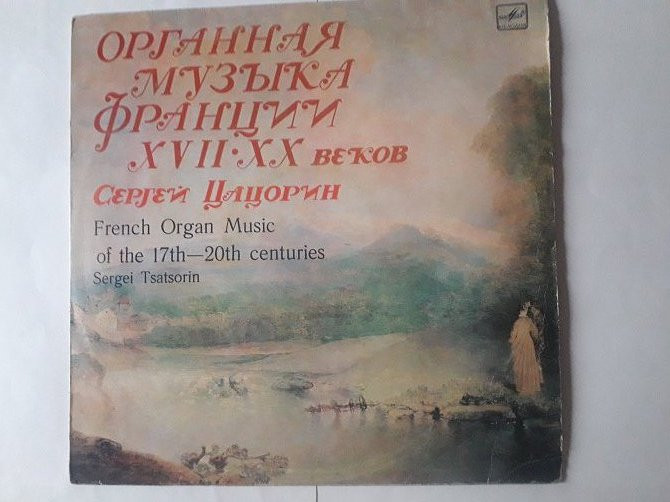 ОРГАННАЯ
МУЗЫКА
ФРАНЦИИ
XVII·XX ВЕКОВ
СЕРГЕЙ ЦАЦОРИН
French Organ Music
of the 17th—20th centuries
Sergei Tsatsorin